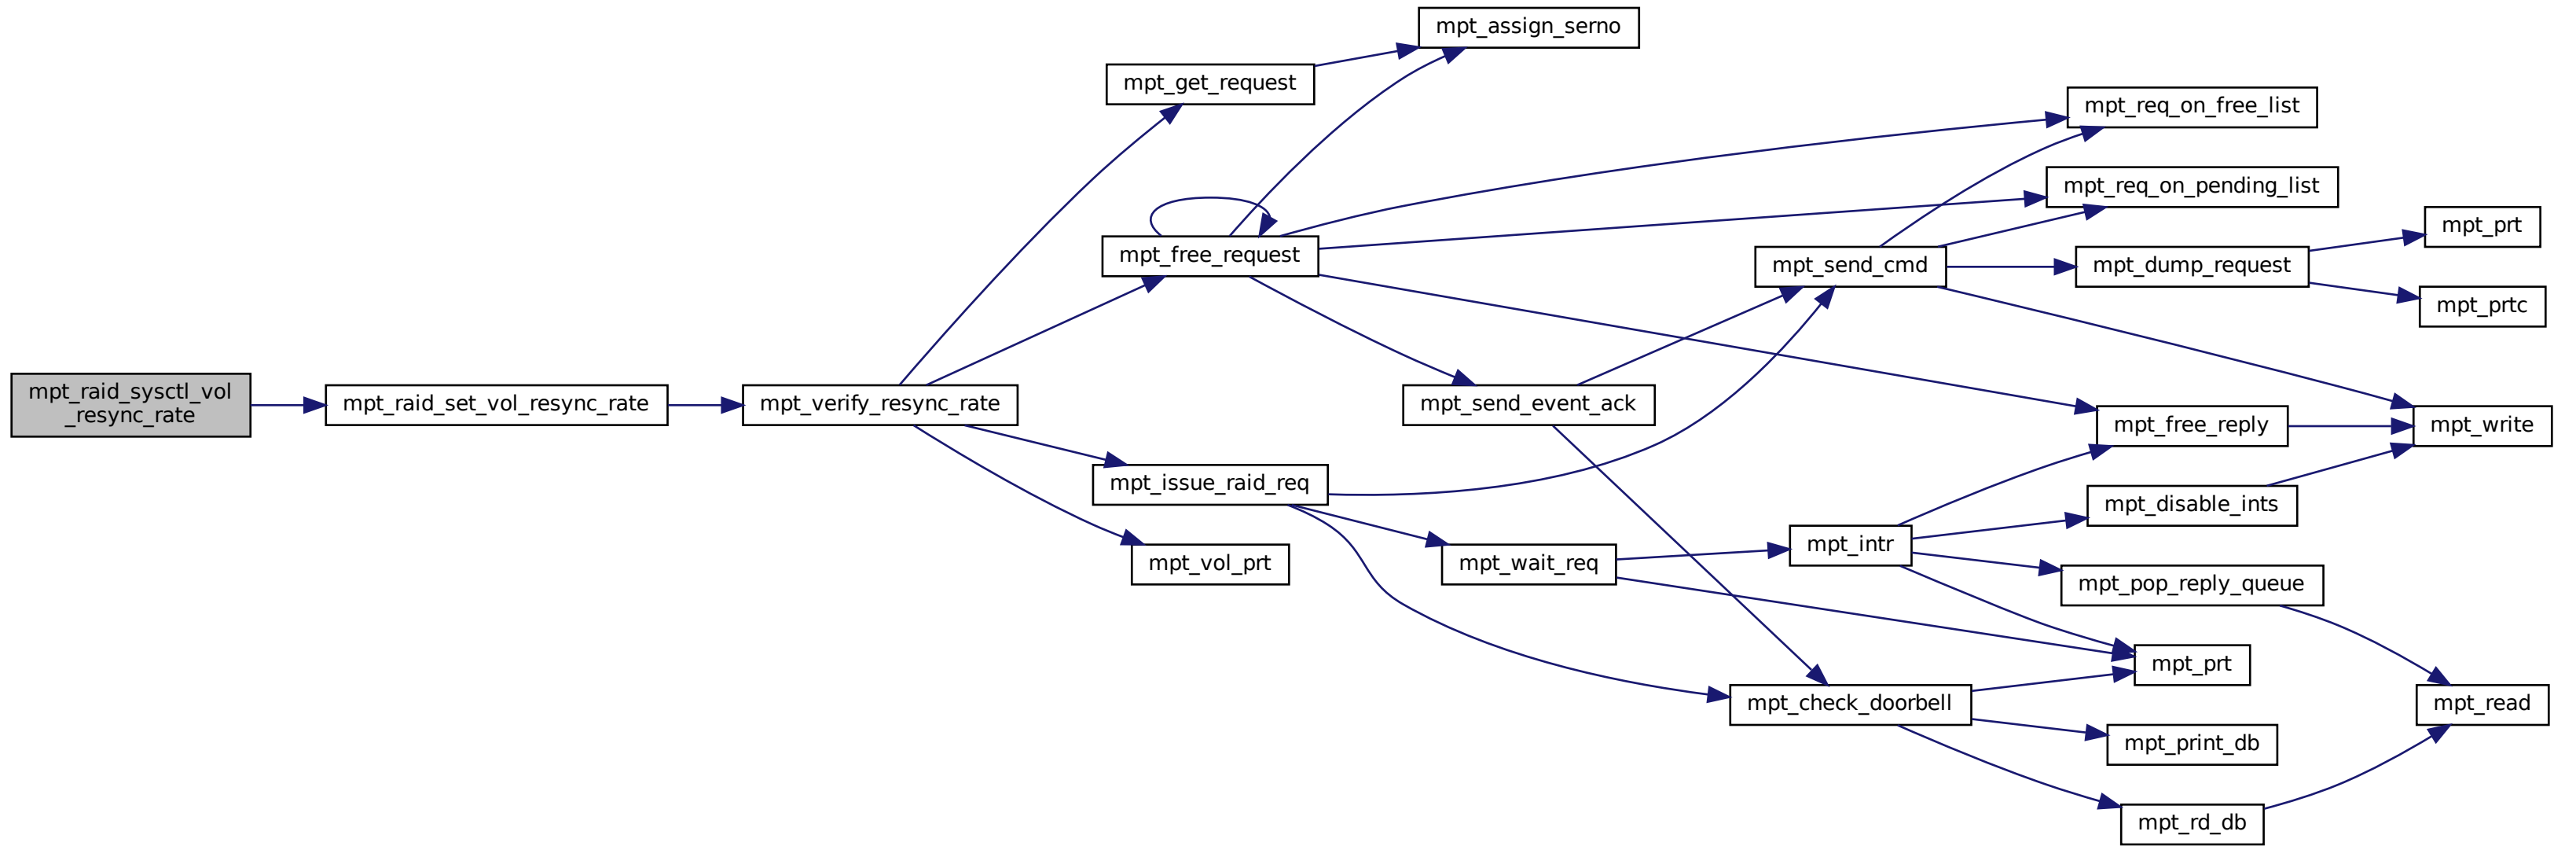 mpt_raid_sysctl_vol
_resync_rate
mpt_raid_set_vol_resync_rate
mpt_verify_resync_rate
mpt_get_request
mpt_free_request
mpt_issue_raid_req
mpt_vol_prt
mpt_assign_serno
mpt_send_event_ack
mpt_wait_req
mpt_send_cmd
mpt_intr
mpt_check_doorbell
mpt_req_on_free_list
mpt_req_on_pending_list
mpt_dump_request
mpt_free_reply
mpt_disable_ints
mpt_pop_reply_queue
mpt_prt
mpt_print_db
mpt_rd_db
mpt_prt
mpt_prtc
mpt_write
mpt_read